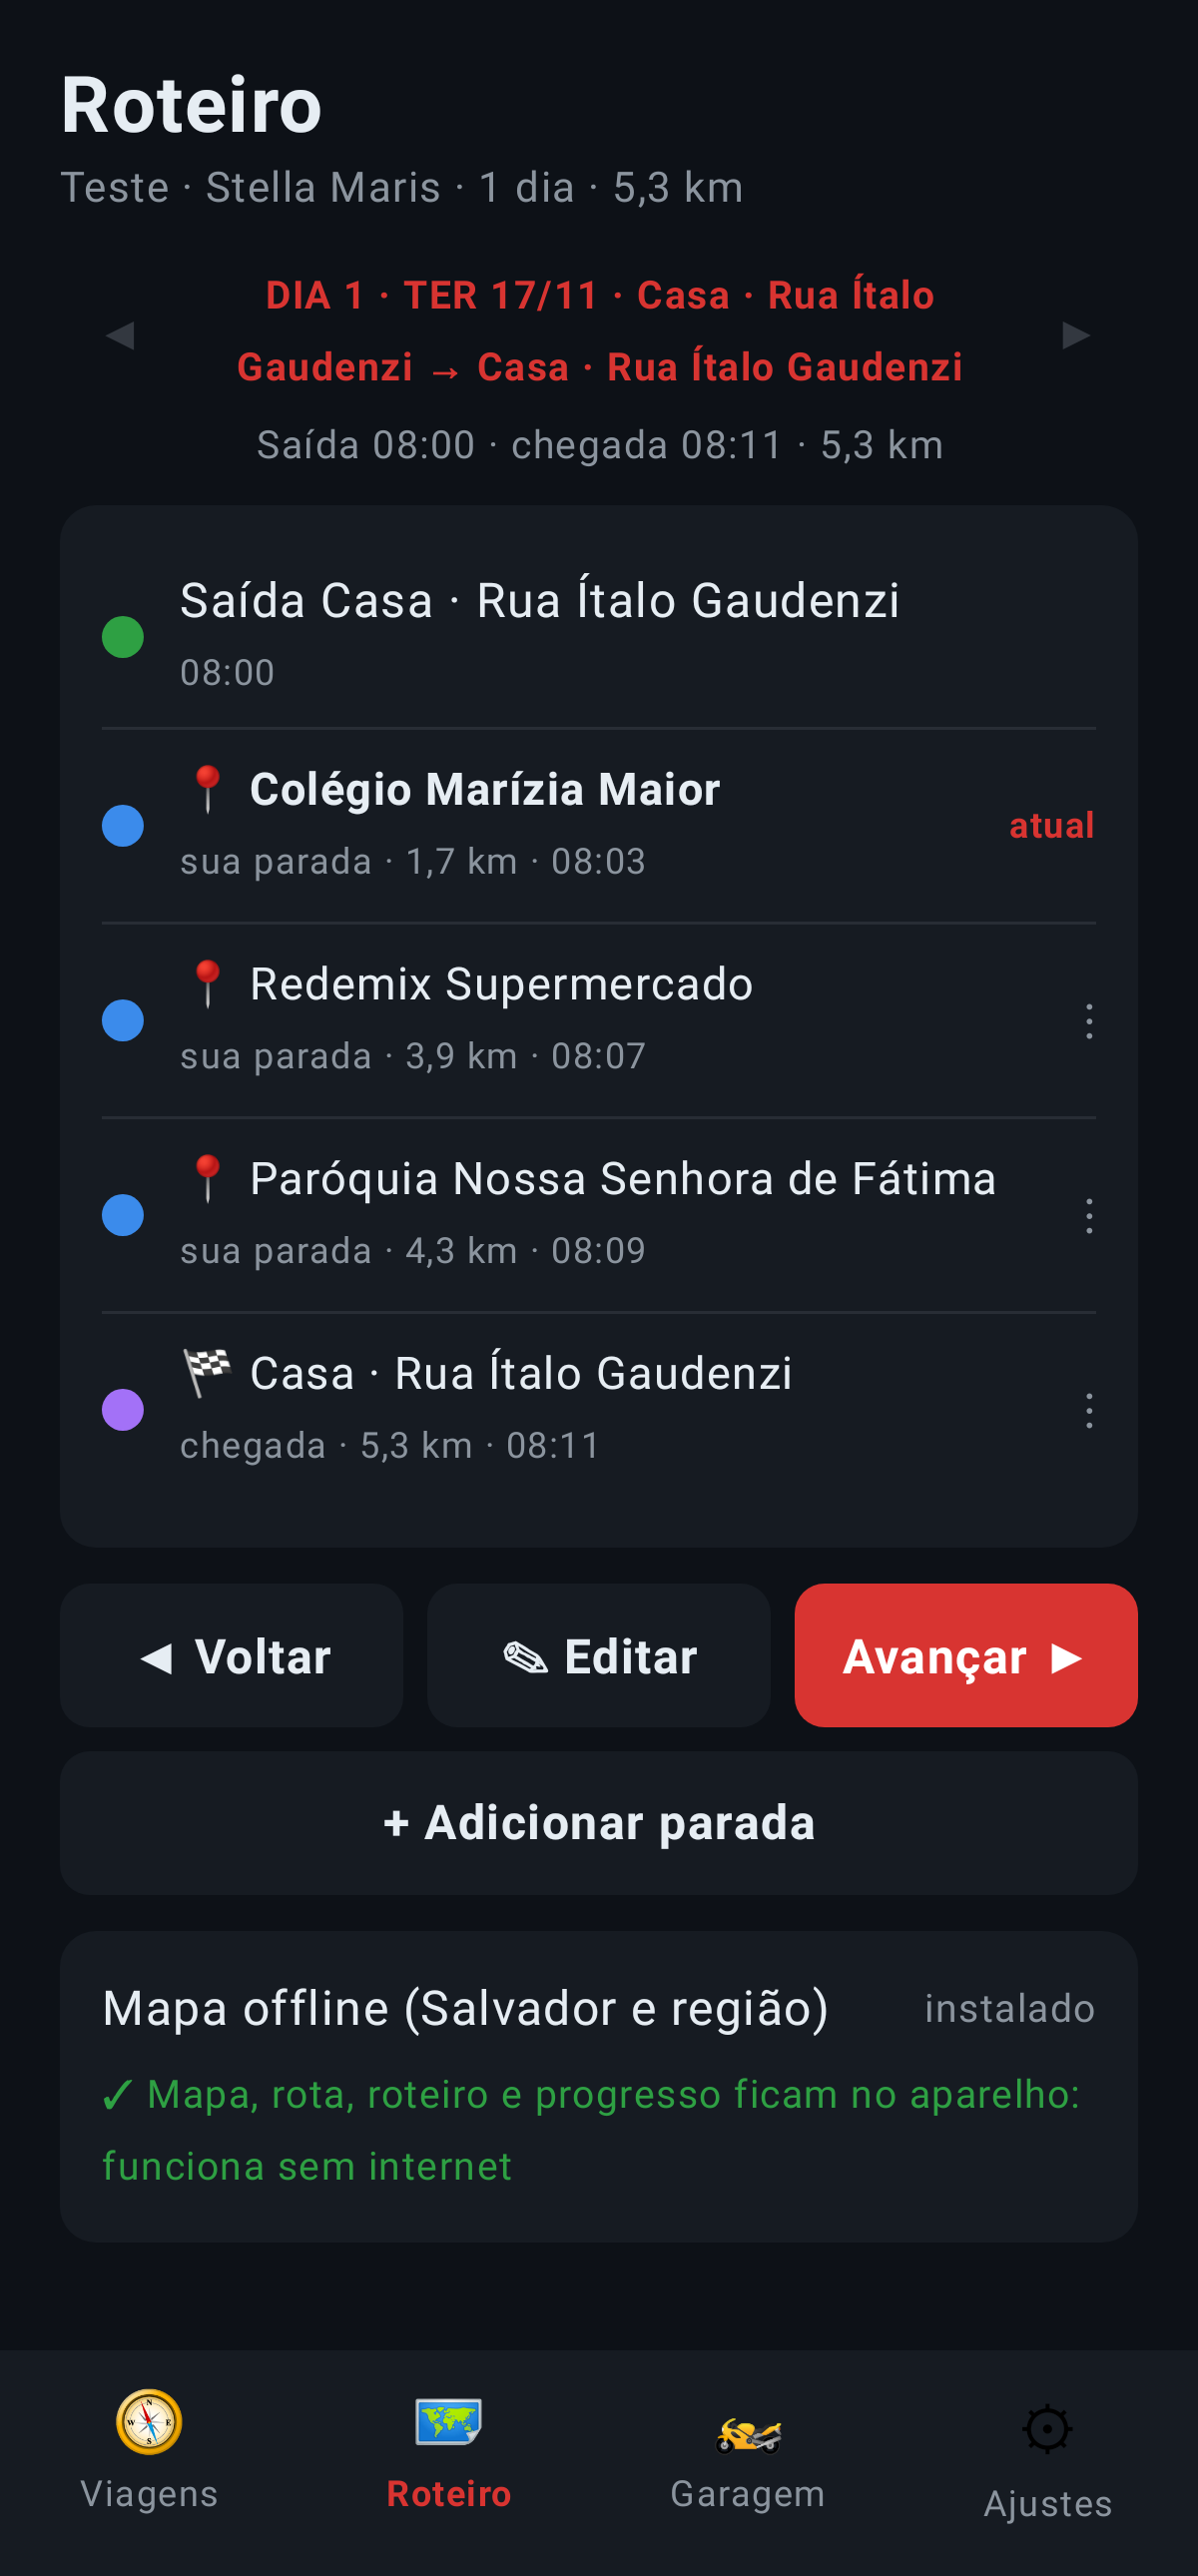 Roteiro
Teste · Stella Maris · 1 dia · 5,3 km
◀
DIA 1 · TER 17/11 · Casa · Rua Ítalo
Gaudenzi → Casa · Rua Ítalo Gaudenzi
▶
Saída 08:00 · chegada 08:11 · 5,3 km
Saída Casa · Rua Ítalo Gaudenzi
08:00
📍 Colégio Marízia Maior
sua parada · 1,7 km · 08:03
atual
📍 Redemix Supermercado
sua parada · 3,9 km · 08:07
⋮
📍 Paróquia Nossa Senhora de Fátima
sua parada · 4,3 km · 08:09
⋮
🏁 Casa · Rua Ítalo Gaudenzi
chegada · 5,3 km · 08:11
⋮
◀ Voltar
✎ Editar
Avançar ▶
+ Adicionar parada
Mapa offline (Salvador e região)
instalado
✓ Mapa, rota, roteiro e progresso ficam no aparelho:
funciona sem internet
Viagens
Roteiro
Garagem
Ajustes